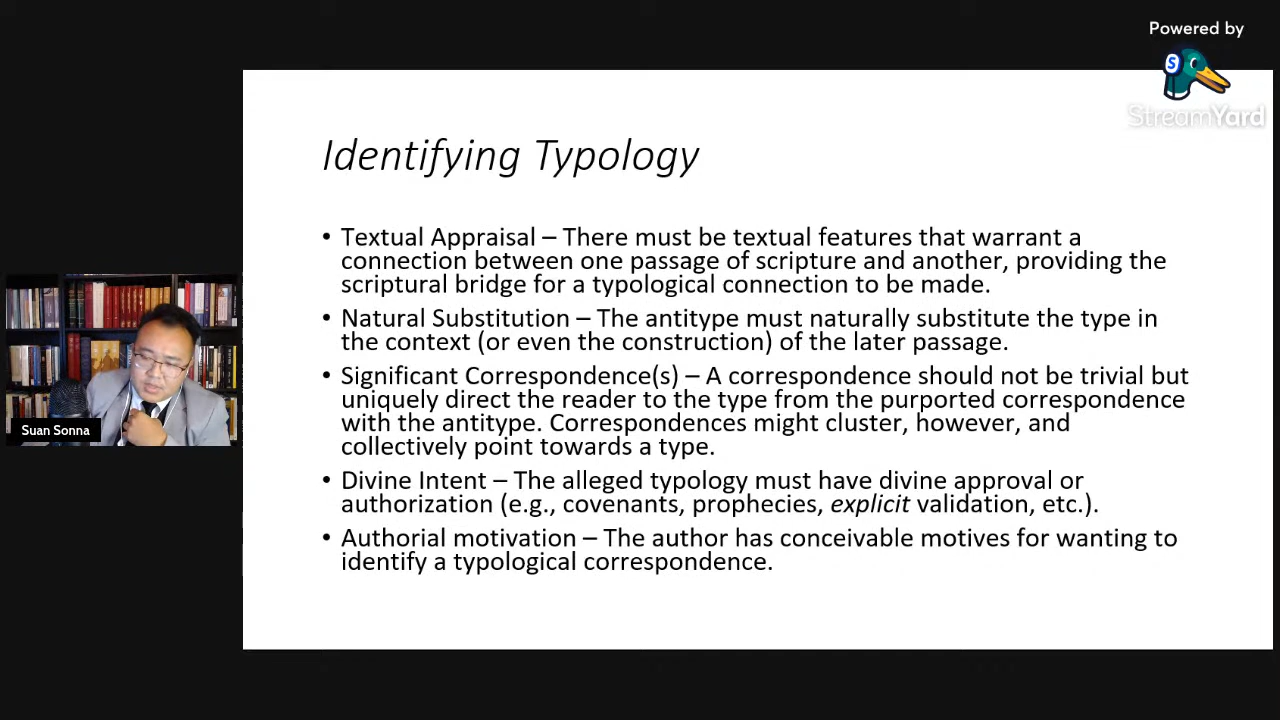 Powered by
S
StreamYard
Identifying Typology
• Textual Appraisal – There must be textual features that warrant a
connection between one passage of scripture and another, providing the
scriptural bridge for a typological connection to be made.
• Natural Substitution – The antitype must naturally substitute the type in
the context (or even the construction) of the later passage.
• Significant Correspondence(s) – A correspondence should not be trivial but
uniquely direct the reader to the type from the purported correspondence
with the antitype. Correspondences might cluster, however, and
collectively point towards a type.
• Divine Intent – The alleged typology must have divine approval or
authorization (e.g., covenants, prophecies, explicit validation, etc.).
• Authorial motivation – The author has conceivable motives for wanting to
identify a typological correspondence.
Suan Sonna